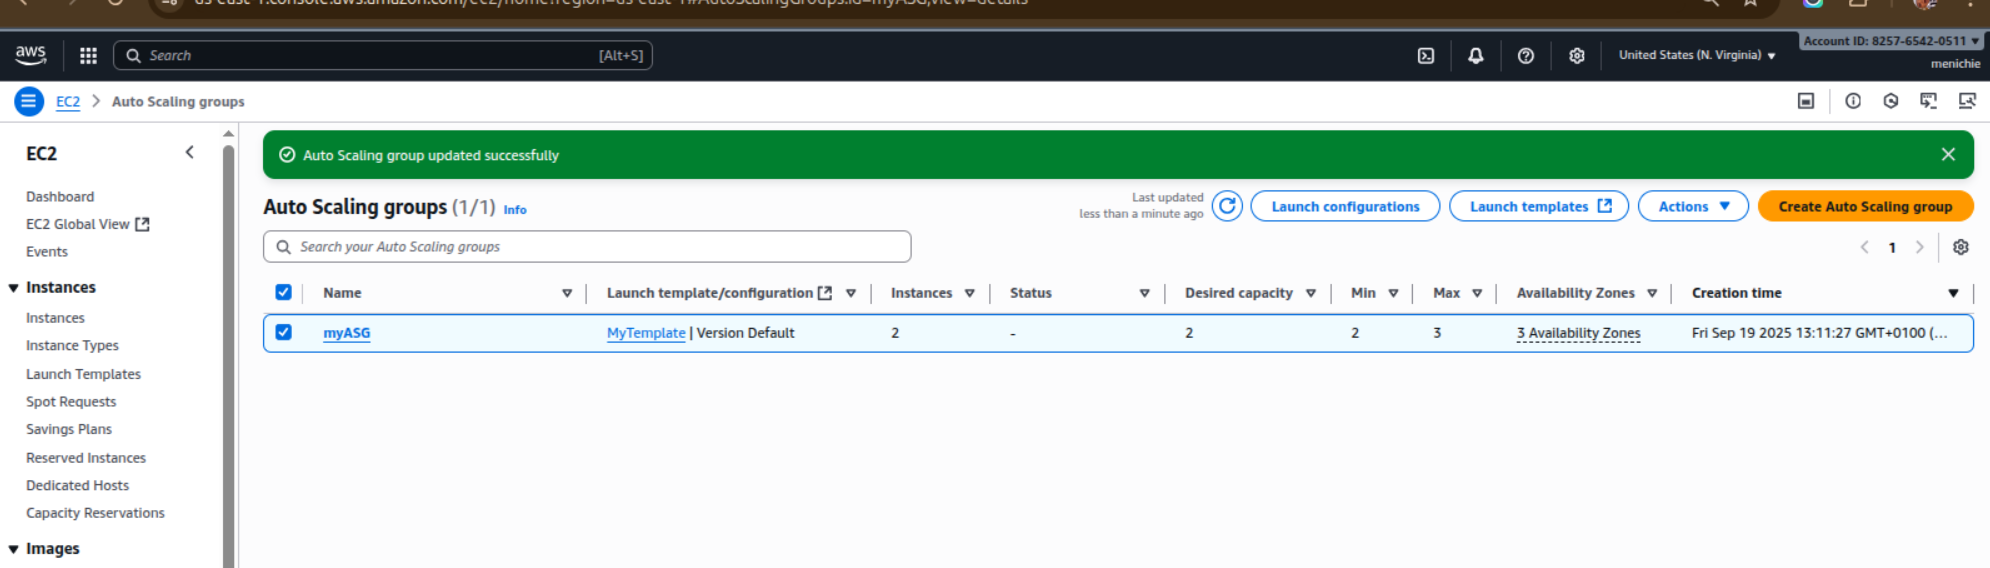 us-east-1.console.aws.amazon.com/ec2/home?region=us-east-1#AutoScalingGroups:id=myASG;view=details
aws
Search [Alt+S]
United States (N. Virginia)
Account ID: 8257-6542-0511
menichie
EC2 > Auto Scaling groups
EC2
Dashboard
EC2 Global View
Events
Instances
Instances
Instance Types
Launch Templates
Spot Requests
Savings Plans
Reserved Instances
Dedicated Hosts
Capacity Reservations
Images
Auto Scaling group updated successfully
Auto Scaling groups (1/1) Info
Last updated
less than a minute ago
Launch configurations
Launch templates
Actions
Create Auto Scaling group
Search your Auto Scaling groups
1
Name Launch template/configuration Instances Status Desired capacity Min Max Availability Zones Creation time
myASG MyTemplate | Version Default 2 - 2 2 3 3 Availability Zones Fri Sep 19 2025 13:11:27 GMT+0100 (...